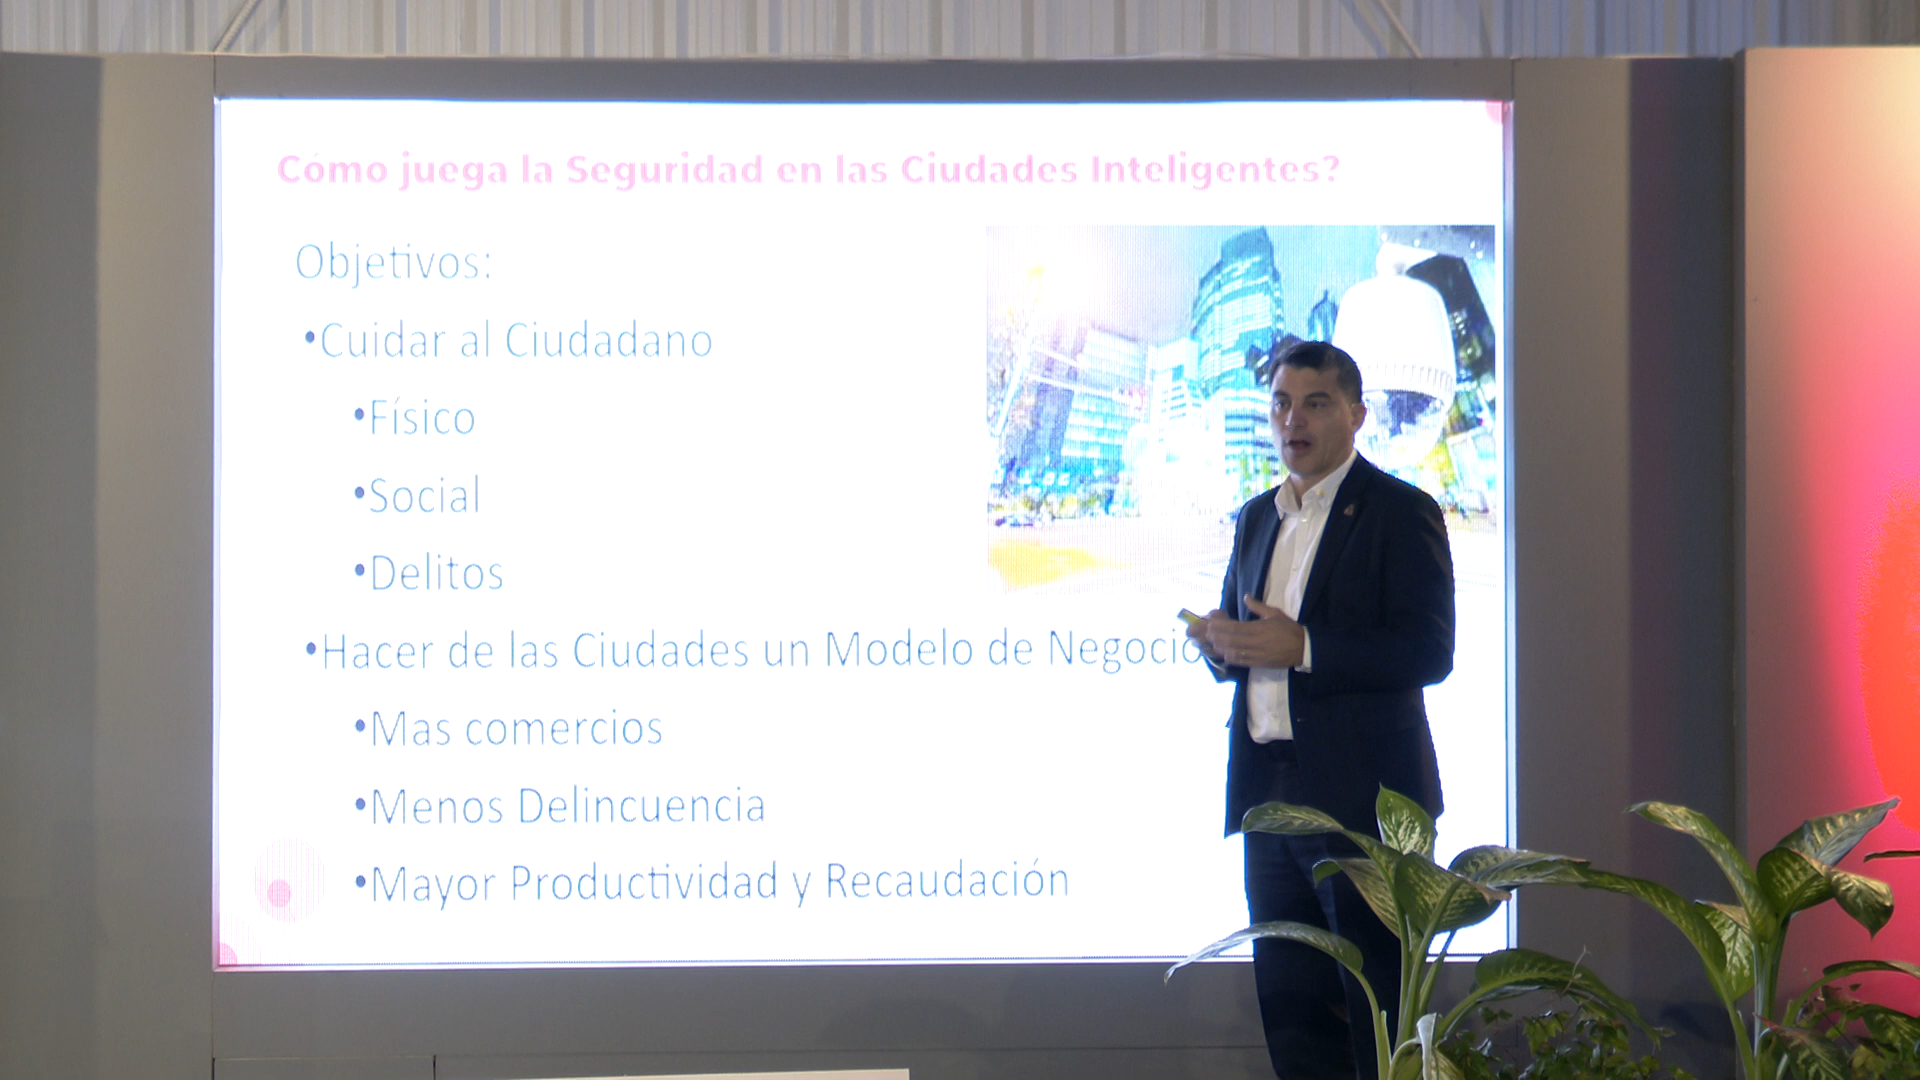 Cómo juega la Seguridad en las Ciudades Inteligentes?
Objetivos:
•Cuidar al Ciudadano
•Físico
•Social
•Delitos
•Hacer de las Ciudades un Modelo de Negocio
•Mas comercios
•Menos Delincuencia
•Mayor Productividad y Recaudación